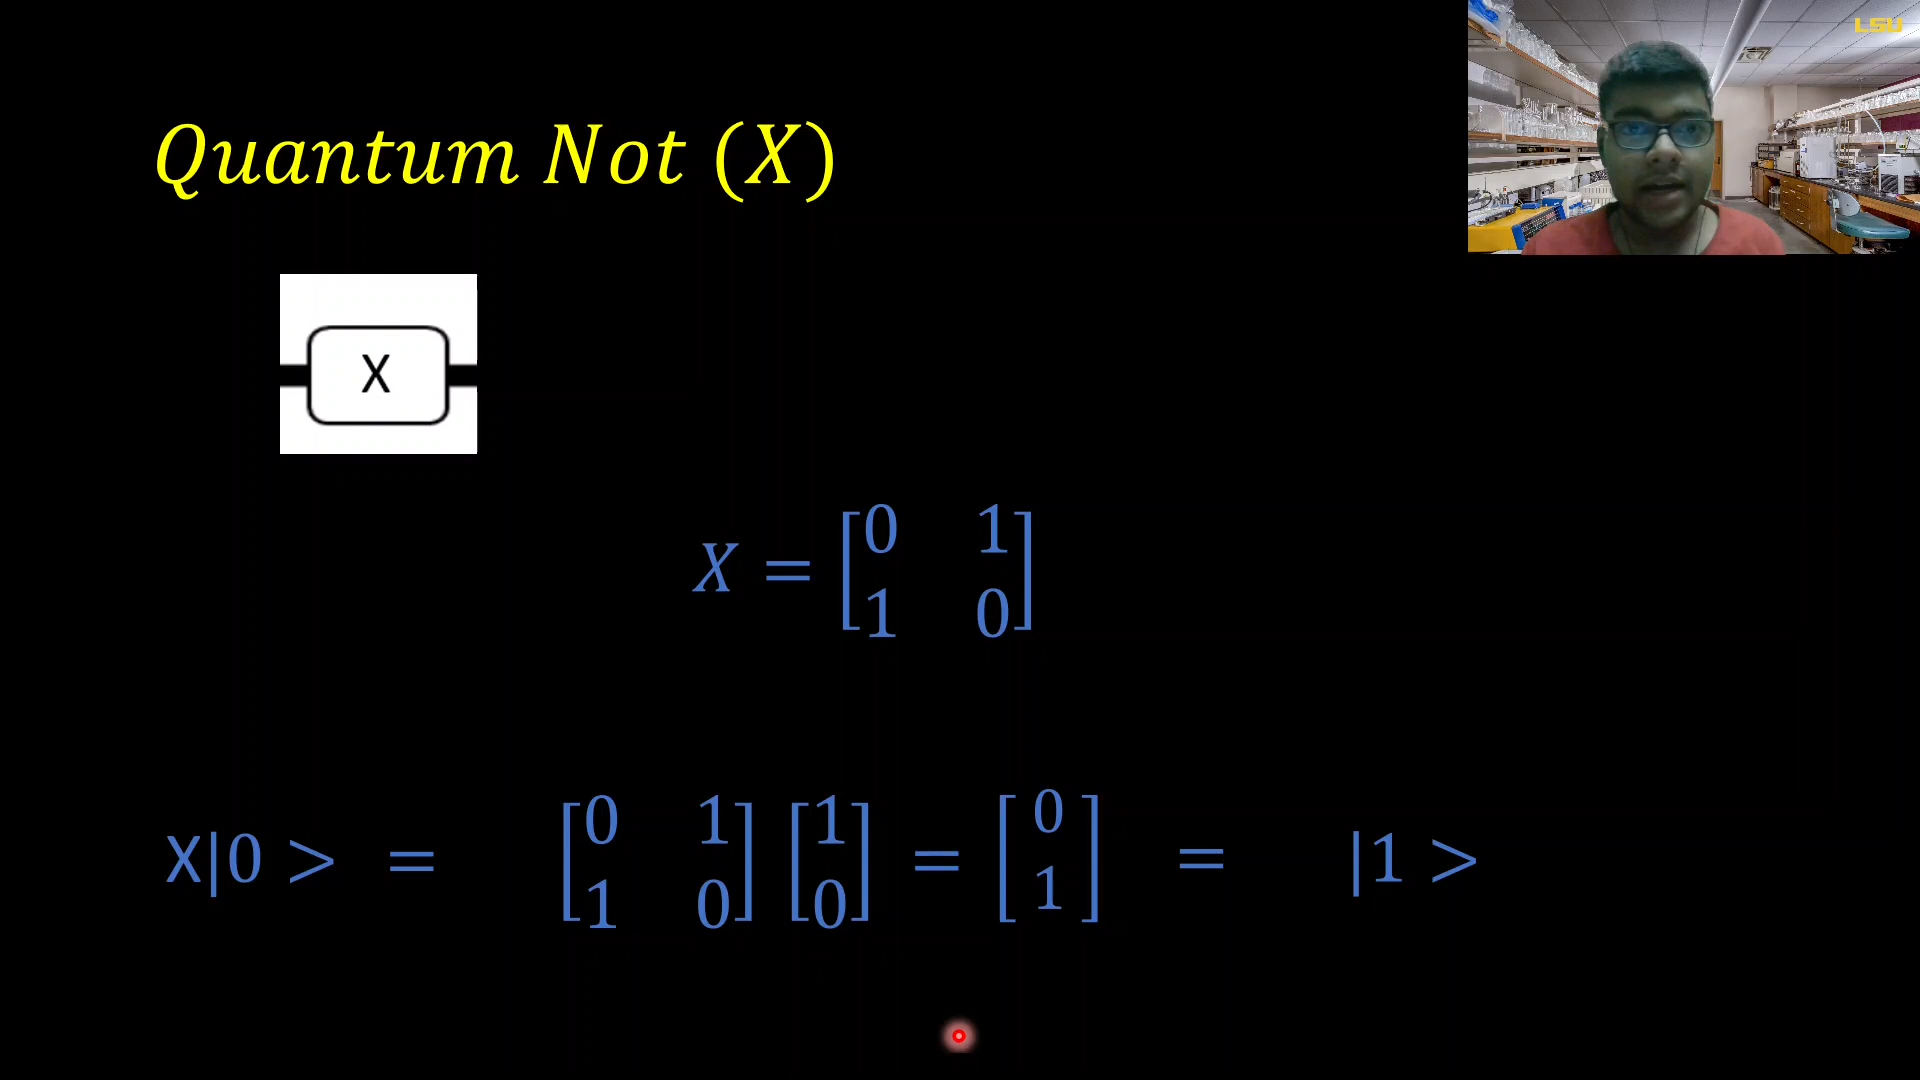 Quantum Not (X)
LSU
X
X = [0 1
1 0]
X|0 > = [0 1
1 0] [1
0] = [0
1] = |1 >